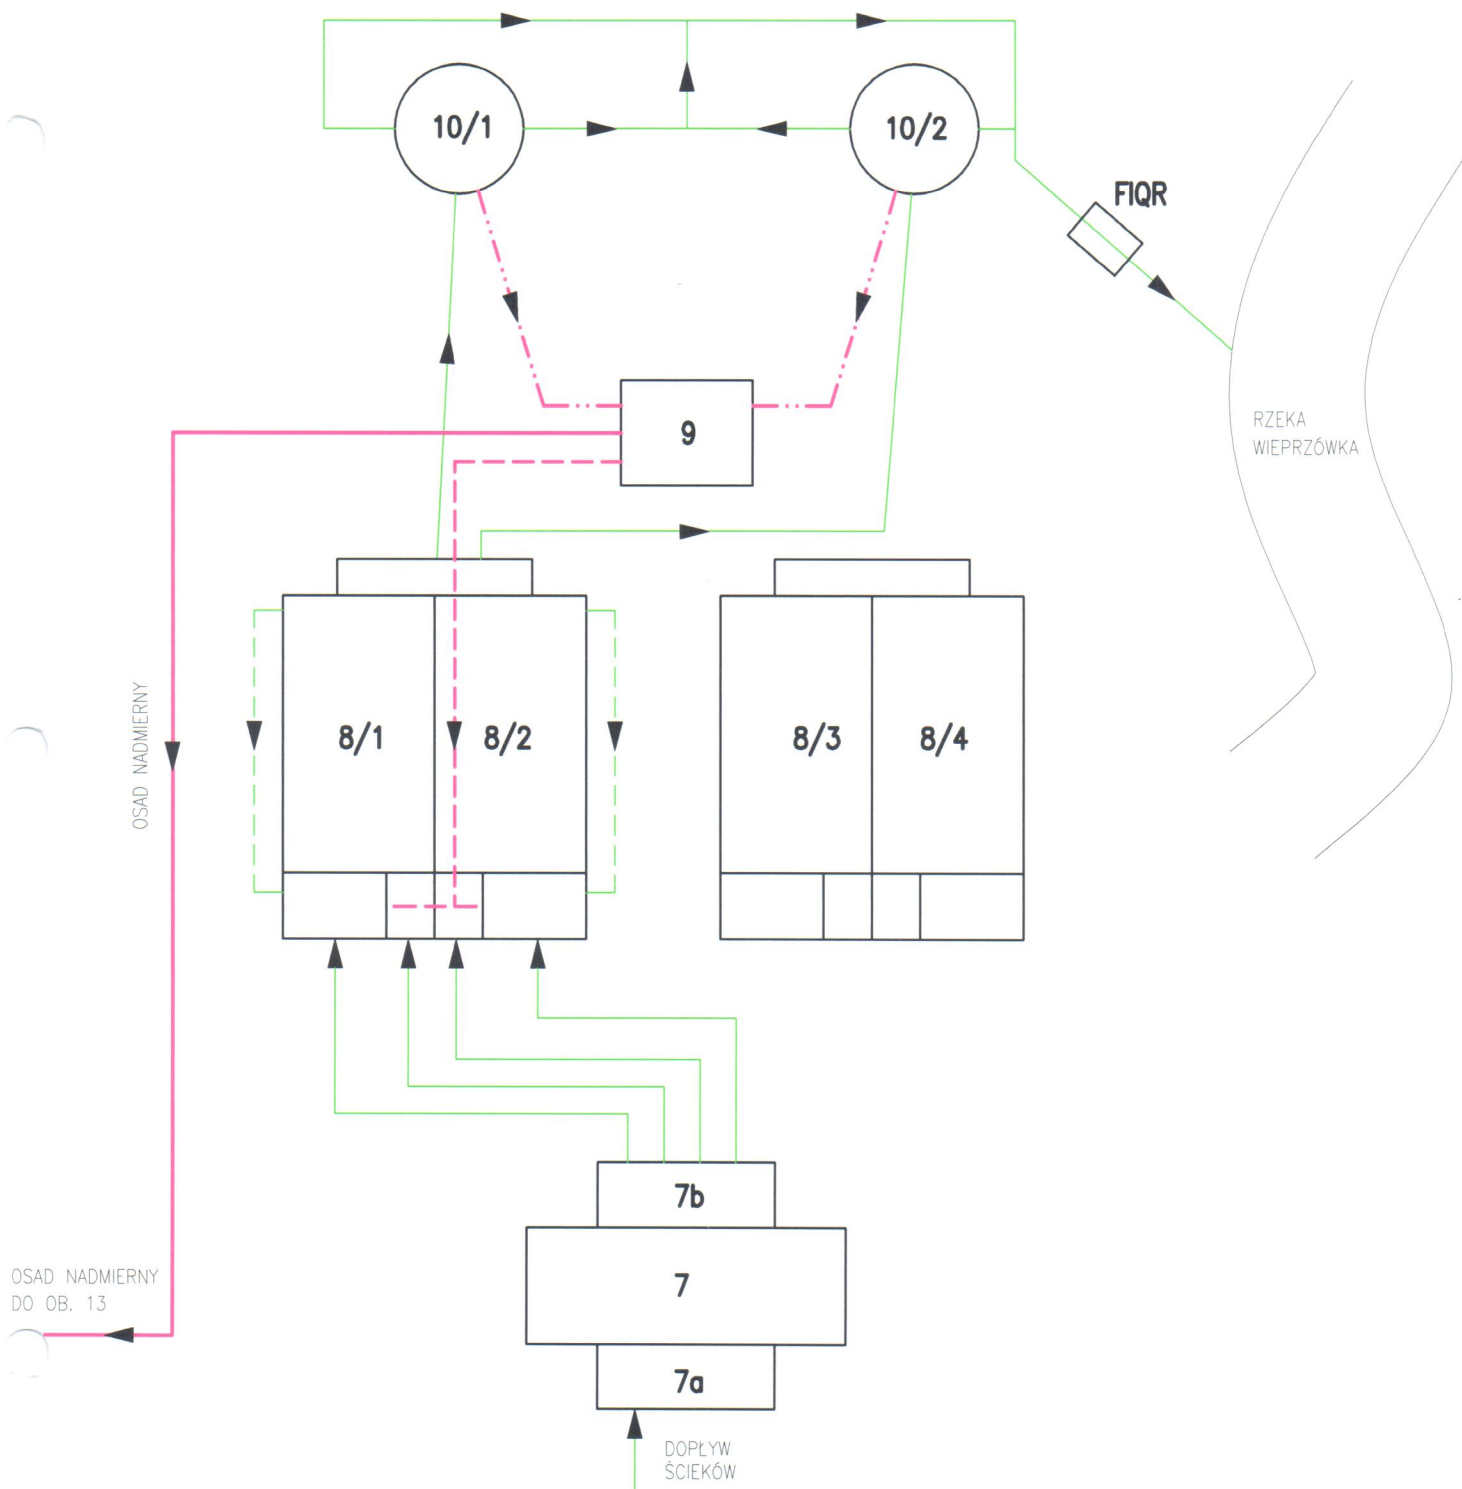 10/1
10/2
FIQR
9
RZEKA
WIEPRZÓWKA
OSAD NADMIERNY
8/1
8/2
8/3
8/4
7b
7
7a
OSAD NADMIERNY
DO OB. 13
DOPŁYW
ŚCIEKÓW